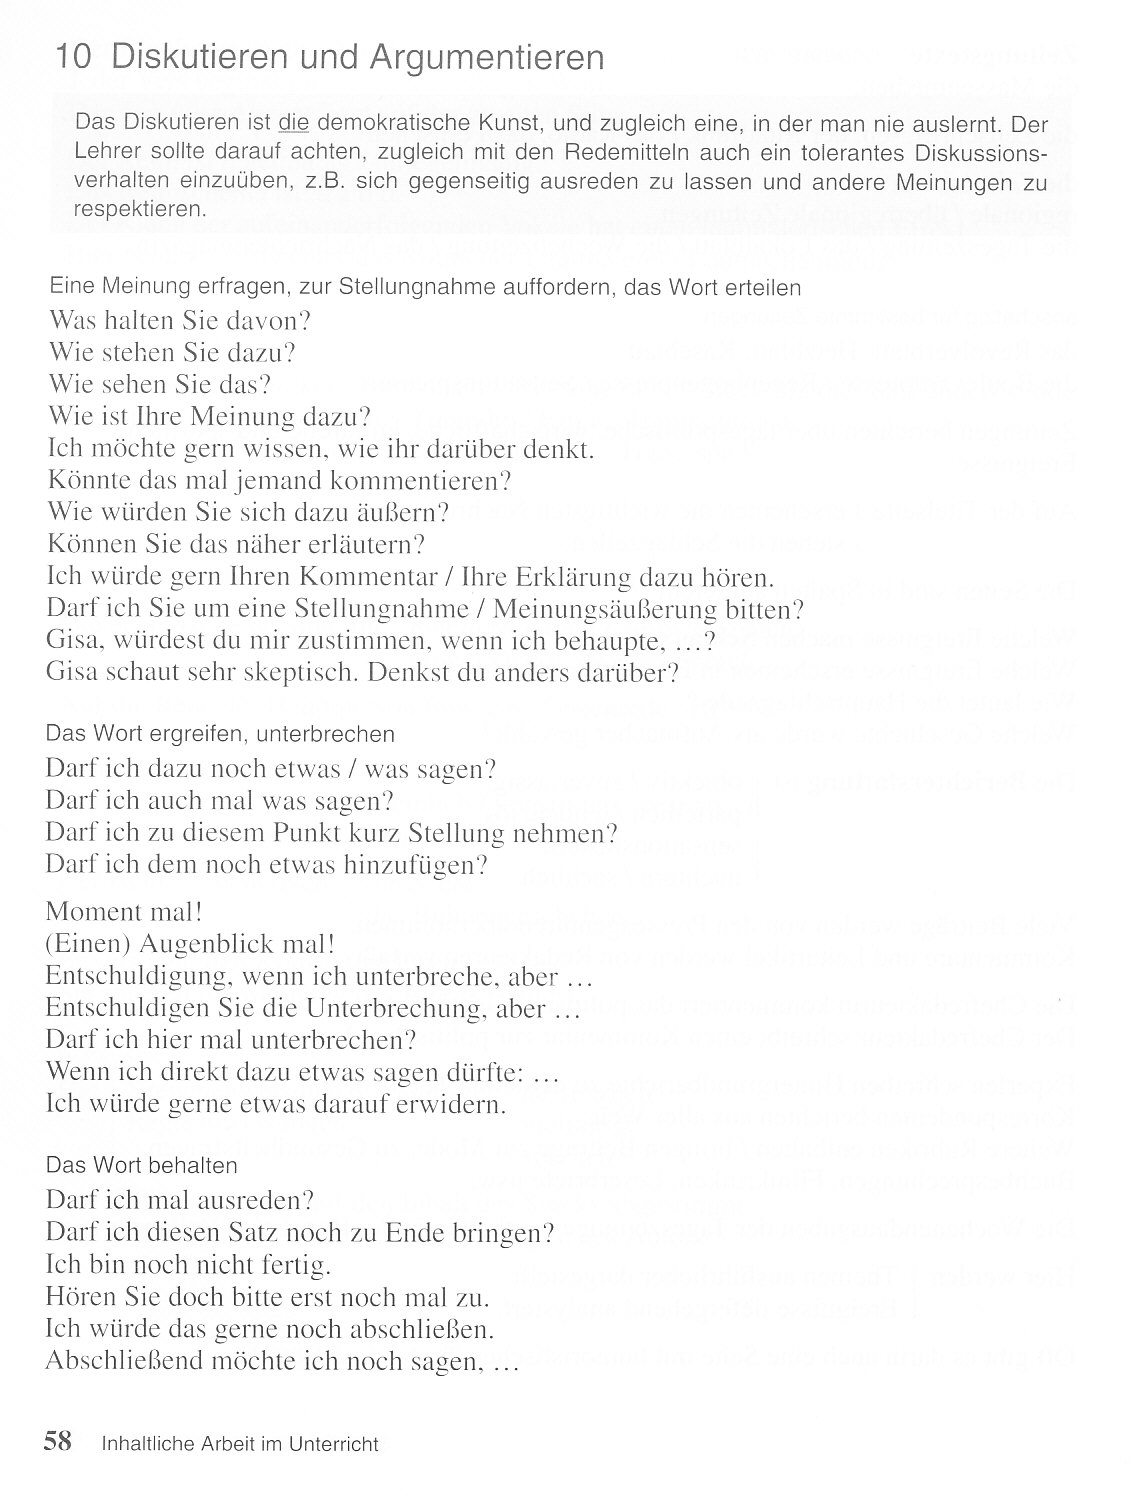 10 Diskutieren und Argumentieren
Das Diskutieren ist die demokratische Kunst, und zugleich eine, in der man nie auslernt. Der
Lehrer sollte darauf achten, zugleich mit den Redemitteln auch ein tolerantes Diskussions-
verhalten einzuüben, z.B. sich gegenseitig ausreden zu lassen und andere Meinungen zu
respektieren.
Eine Meinung erfragen, zur Stellungnahme auffordern, das Wort erteilen
Was halten Sie davon?
Wie stehen Sie dazu?
Wie sehen Sie das?
Wie ist Ihre Meinung dazu?
Ich möchte gern wissen, wie ihr darüber denkt.
Könnte das mal jemand kommentieren?
Wie würden Sie sich dazu äußern?
Können Sie das näher erläutern?
Ich würde gern Ihren Kommentar / Ihre Erklärung dazu hören.
Darf ich Sie um eine Stellungnahme / Meinungsäußerung bitten?
Gisa, würdest du mir zustimmen, wenn ich behaupte, ...?
Gisa schaut sehr skeptisch. Denkst du anders darüber?
Das Wort ergreifen, unterbrechen
Darf ich dazu noch etwas / was sagen?
Darf ich auch mal was sagen?
Darf ich zu diesem Punkt kurz Stellung nehmen?
Darf ich dem noch etwas hinzufügen?
Moment mal!
(Einen) Augenblick mal!
Entschuldigung, wenn ich unterbreche, aber ...
Entschuldigen Sie die Unterbrechung, aber ...
Darf ich hier mal unterbrechen?
Wenn ich direkt dazu etwas sagen dürfte: ...
Ich würde gerne etwas darauf erwidern.
Das Wort behalten
Darf ich mal ausreden?
Darf ich diesen Satz noch zu Ende bringen?
Ich bin noch nicht fertig.
Hören Sie doch bitte erst noch mal zu.
Ich würde das gerne noch abschließen.
Abschließend möchte ich noch sagen, ...
58 Inhaltliche Arbeit im Unterricht